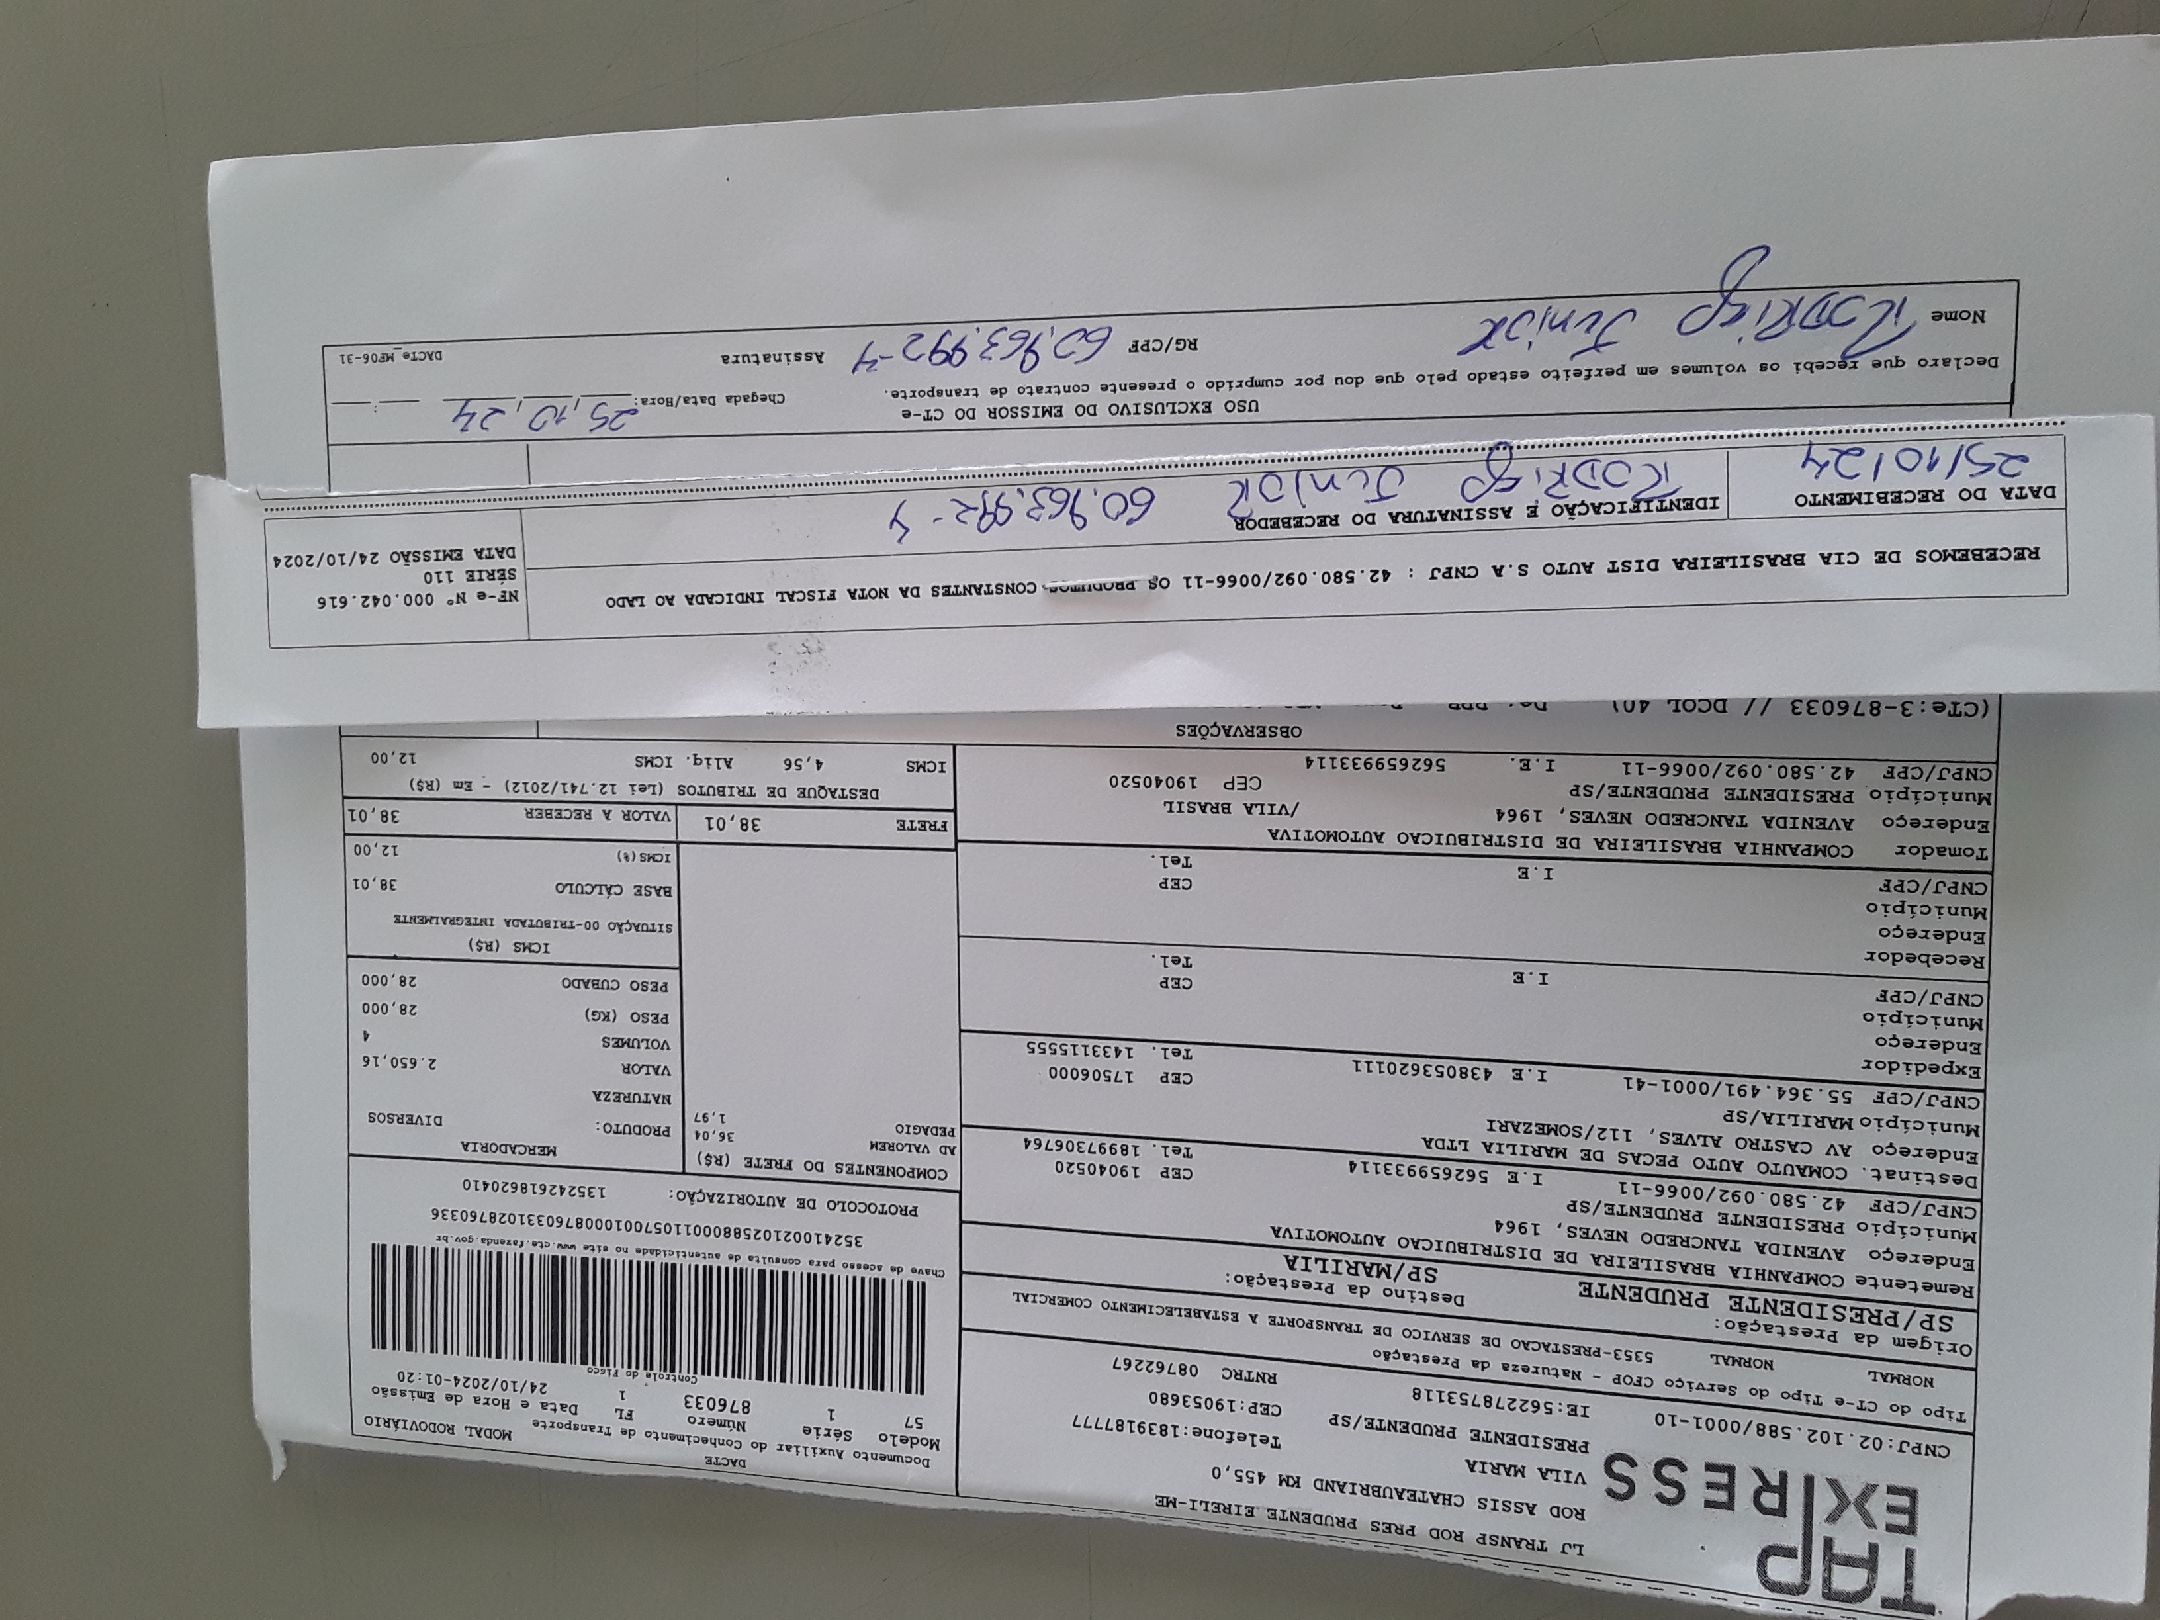 TAP
EXPRESS
LJ TRANSP ROD PRES PRUDENTE EIRELI-ME
ROD ASSIS CHATEAUBRIAND KM 455,0
VILA MARIA Telefone:1839187777
PRESIDENTE PRUDENTE/SP CEP:19053680
CNPJ:02.102.588/0001-10 IE:562278753118 RNTRC 08762267
DACTE
Documento Auxiliar do Conhecimento de Transporte MODAL RODOVIÁRIO
Modelo Série Número FL Data e Hora de Emissão
57 1 876033 1 24/10/2024-01:20
Controle do Fisco
Chave de acesso para consulta de autenticidade no site www.cte.fazenda.gov.br
PROTOCOLO DE AUTORIZAÇÃO: 135242618620410
Tipo do CT-e Tipo do Serviço CFOP - Natureza da Prestação
NORMAL NORMAL 5353-PRESTACAO DE SERVICO DE TRANSPORTE A ESTABELECIMENTO COMERCIAL
Origem da Prestação: Destino da Prestação:
SP/PRESIDENTE PRUDENTE SP/MARILIA
Remetente COMPANHIA BRASILEIRA DE DISTRIBUICAO AUTOMOTIVA
Endereço AVENIDA TANCREDO NEVES, 1964
Município PRESIDENTE PRUDENTE/SP CEP 19040520
CNPJ/CPF 42.580.092/0066-11 I.E 562659933114 Tel. 18997306764
Destinat. COMAUTO AUTO PECAS DE MARILIA LTDA
Endereço AV CASTRO ALVES, 112/SOMEZARI
Município MARILIA/SP CEP 17506000
CNPJ/CPF 55.364.491/0001-41 I.E 438053620111 Tel. 1433115555
Expedidor
Endereço
Município CEP
CNPJ/CPF I.E Tel.
Recebedor
Endereço
Município CEP
CNPJ/CPF I.E Tel.
Tomador COMPANHIA BRASILEIRA DE DISTRIBUICAO AUTOMOTIVA
Endereço AVENIDA TANCREDO NEVES, 1964 /VILA BRASIL
Município PRESIDENTE PRUDENTE/SP CEP 19040520
CNPJ/CPF 42.580.092/0066-11 I.E. 562659933114
COMPONENTES DO FRETE (R$)
AD VALOREM 36,04
PEDAGIO 1,97
MERCADORIA
PRODUTO: DIVERSOS
NATUREZA
VALOR 2.650,16
VOLUMES 4
PESO (KG) 28,000
PESO CUBADO 28,000
ICMS (R$)
SITUAÇÃO 00-TRIBUTADA INTEGRALMENTE
BASE CÁLCULO 38,01
ICMS(%) 12,00
FRETE 38,01 VALOR A RECEBER 38,01
DESTAQUE DE TRIBUTOS (Lei 12.741/2012) - Em (R$)
ICMS 4,56 Aliq. ICMS 12,00
OBSERVAÇÕES
(CTe:3-876033 // DCOL 40)
RECEBEMOS DE CIA BRASILEIRA DIST AUTO S.A CNPJ : 42.580.092/0066-11 OS PRODUTOS CONSTANTES DA NOTA FISCAL INDICADA AO LADO
NF-e Nº 000.042.616
SÉRIE 110
DATA EMISSÃO 24/10/2024
DATA DO RECEBIMENTO IDENTIFICAÇÃO E ASSINATURA DO RECEBEDOR
25/10/24 RODRIGO JUNIOR 60.963.992-4
USO EXCLUSIVO DO EMISSOR DO CT-e Chegada Data/Hora: 25,10,24
Declaro que recebi os volumes em perfeito estado pelo que dou por cumprido o presente contrato de transporte.
Nome RODRIGO JUNIOR RG/CPF 60.963.992-4 Assinatura DACTe_MF06-31